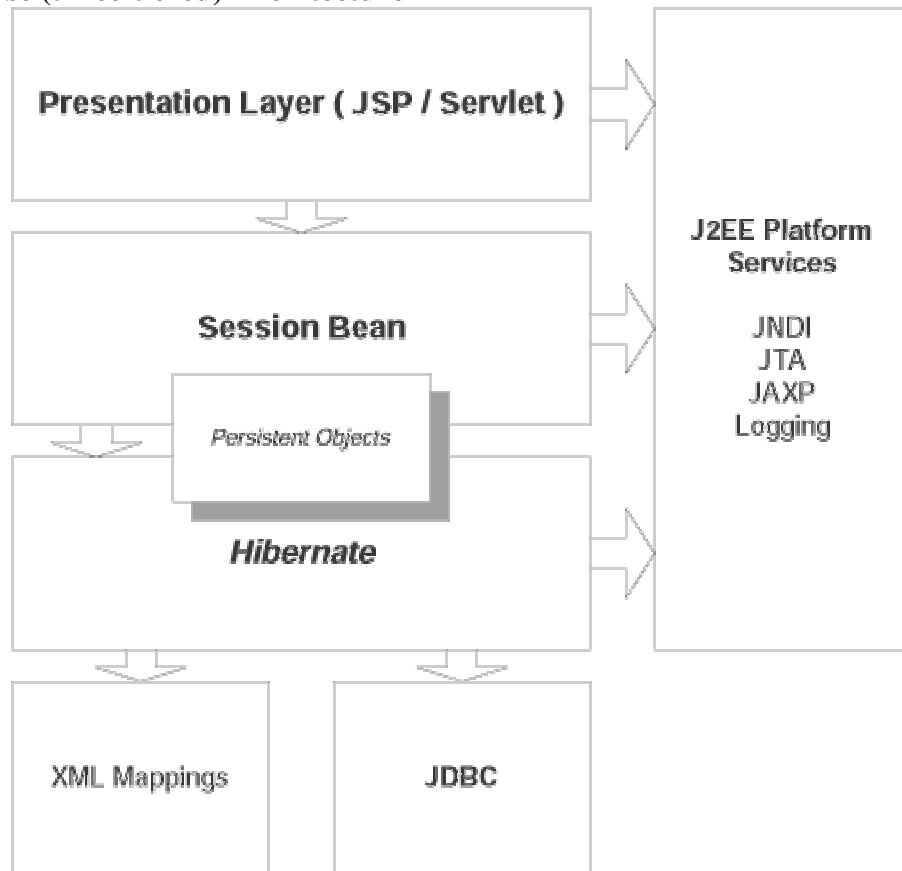 Presentation Layer ( JSP / Servlet )
J2EE Platform
Services
JNDI
JTA
JAXP
Logging
Session Bean
Persistent Objects
Hibernate
XML Mappings
JDBC